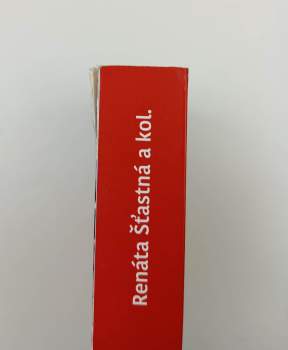 Renáta Šťastná a kol.